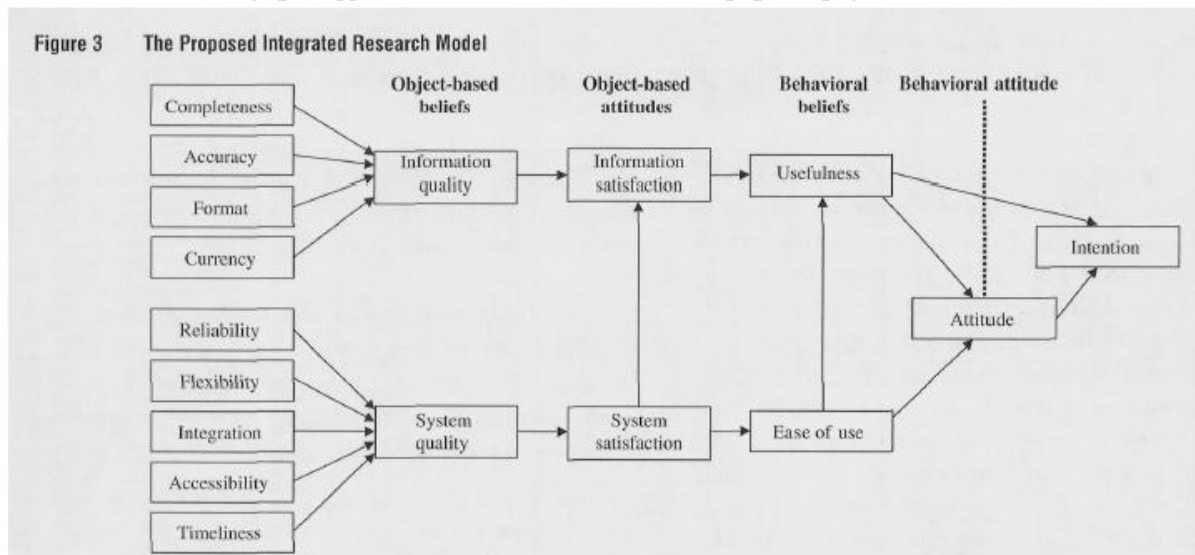 Figure 3 The Proposed Integrated Research Model
Object-based
beliefs
Object-based
attitudes
Behavioral
beliefs
Behavioral attitude
Completeness
Accuracy
Format
Currency
Information
quality
Information
satisfaction
Usefulness
Intention
Attitude
Reliability
Flexibility
Integration
Accessibility
Timeliness
System
quality
System
satisfaction
Ease of use